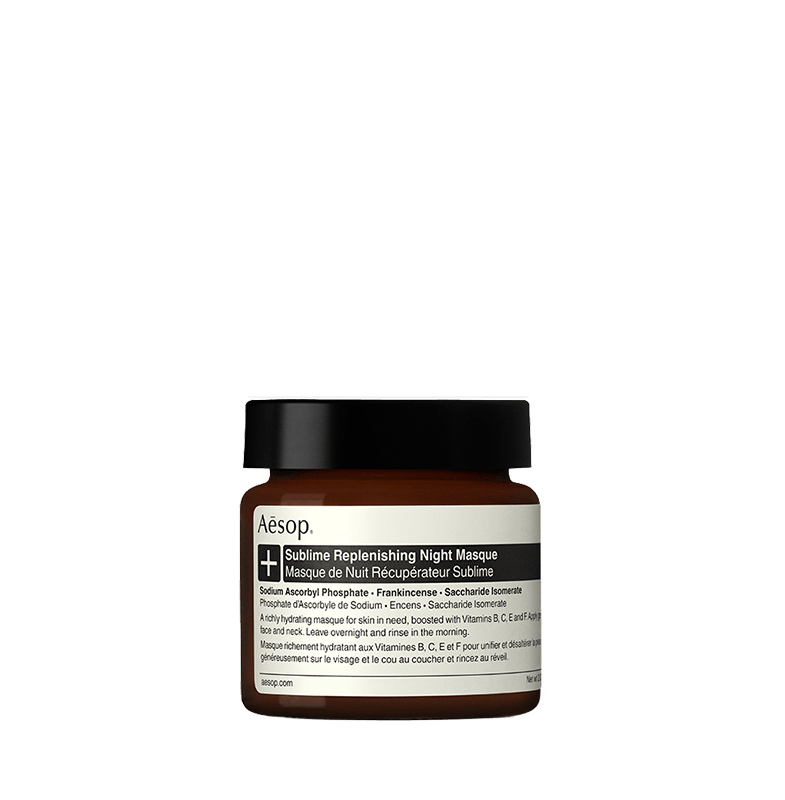 Aēsop®
+
Sublime Replenishing Night Masque
Masque de Nuit Récupérateur Sublime
Sodium Ascorbyl Phosphate • Frankincense • Saccharide Isomerate
Phosphate d'Ascorbyle de Sodium • Encens • Saccharide Isomerate
A richly hydrating masque for skin in need, boosted with Vitamins B, C, E and F. Apply
face and neck. Leave overnight and rinse in the morning.
Masque richement hydratant aux Vitamines B, C, E et F pour unifier et désaltérer la
généreusement sur le visage et le cou au coucher et rincez au réveil.
aesop.com
Net